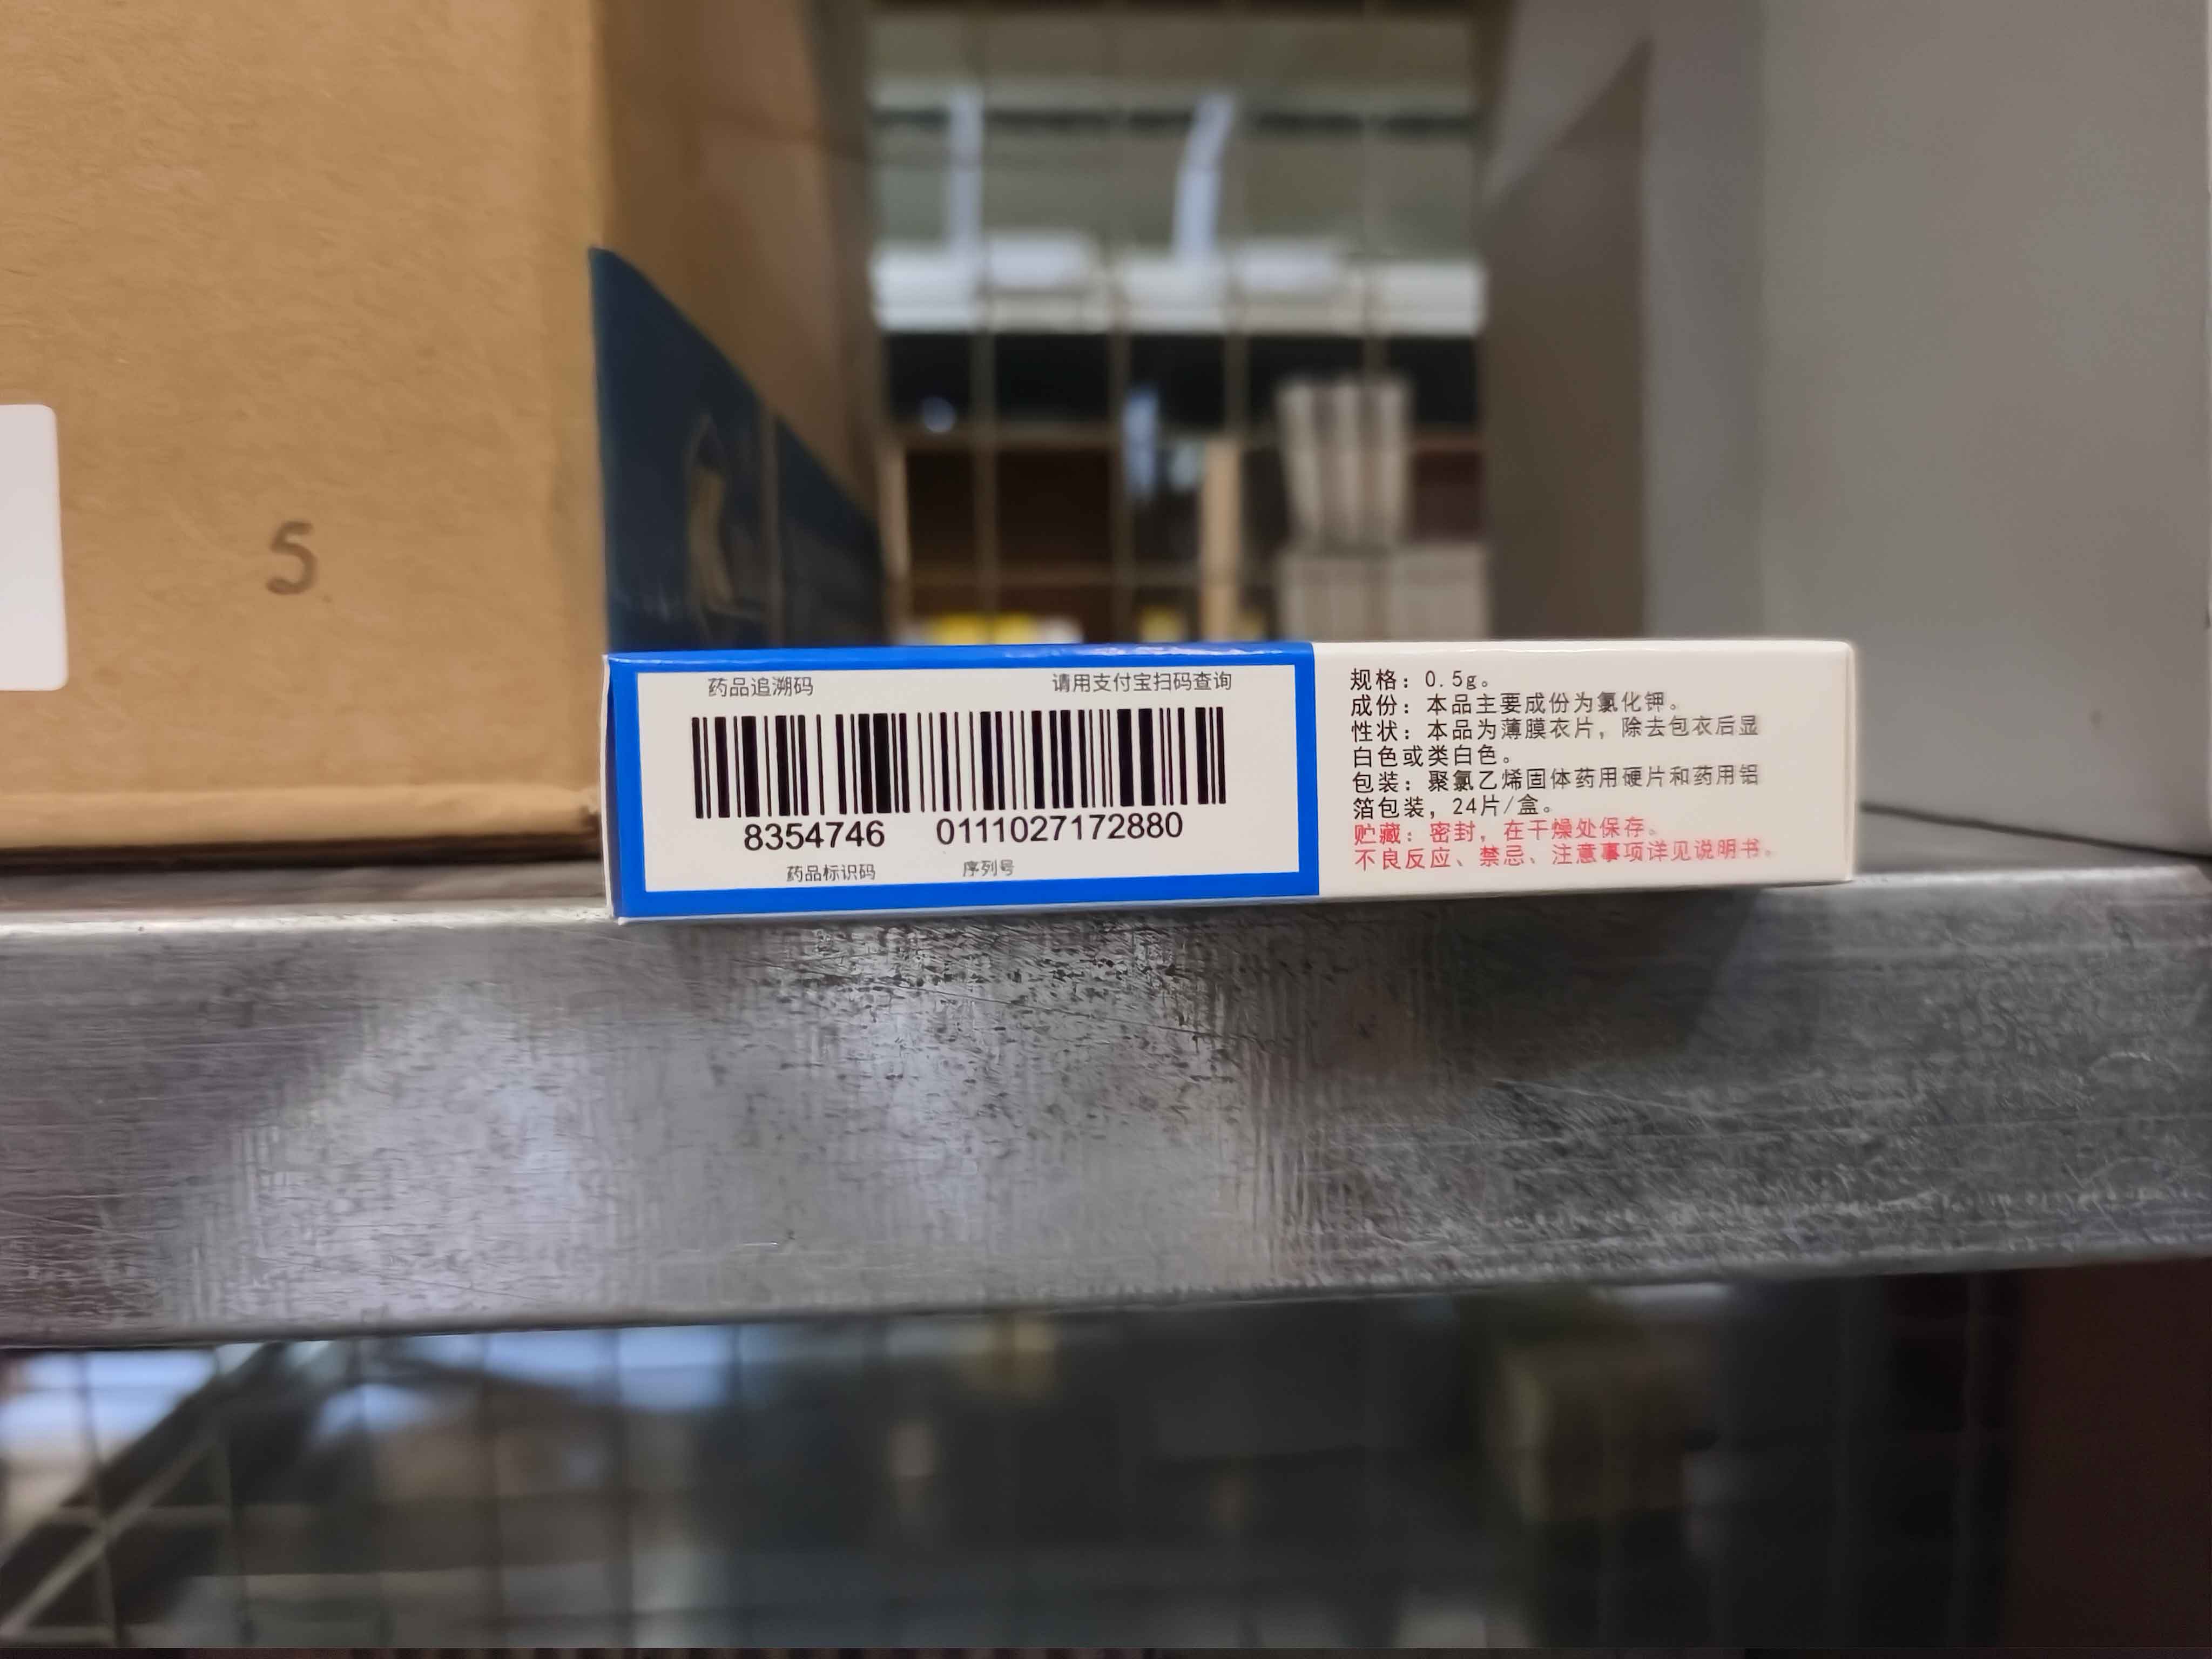 5
药品追溯码 请用支付宝扫码查询
8354746 0111027172880
药品标识码 序列号
规格：0.5g。
成份：本品主要成份为氯化钾。
性状：本品为薄膜衣片，除去包衣后显
白色或类白色。
包装：聚氯乙烯固体药用硬片和药用铝
箔包装，24片/盒。
贮藏：密封，在干燥处保存。
不良反应、禁忌、注意事项详见说明书。